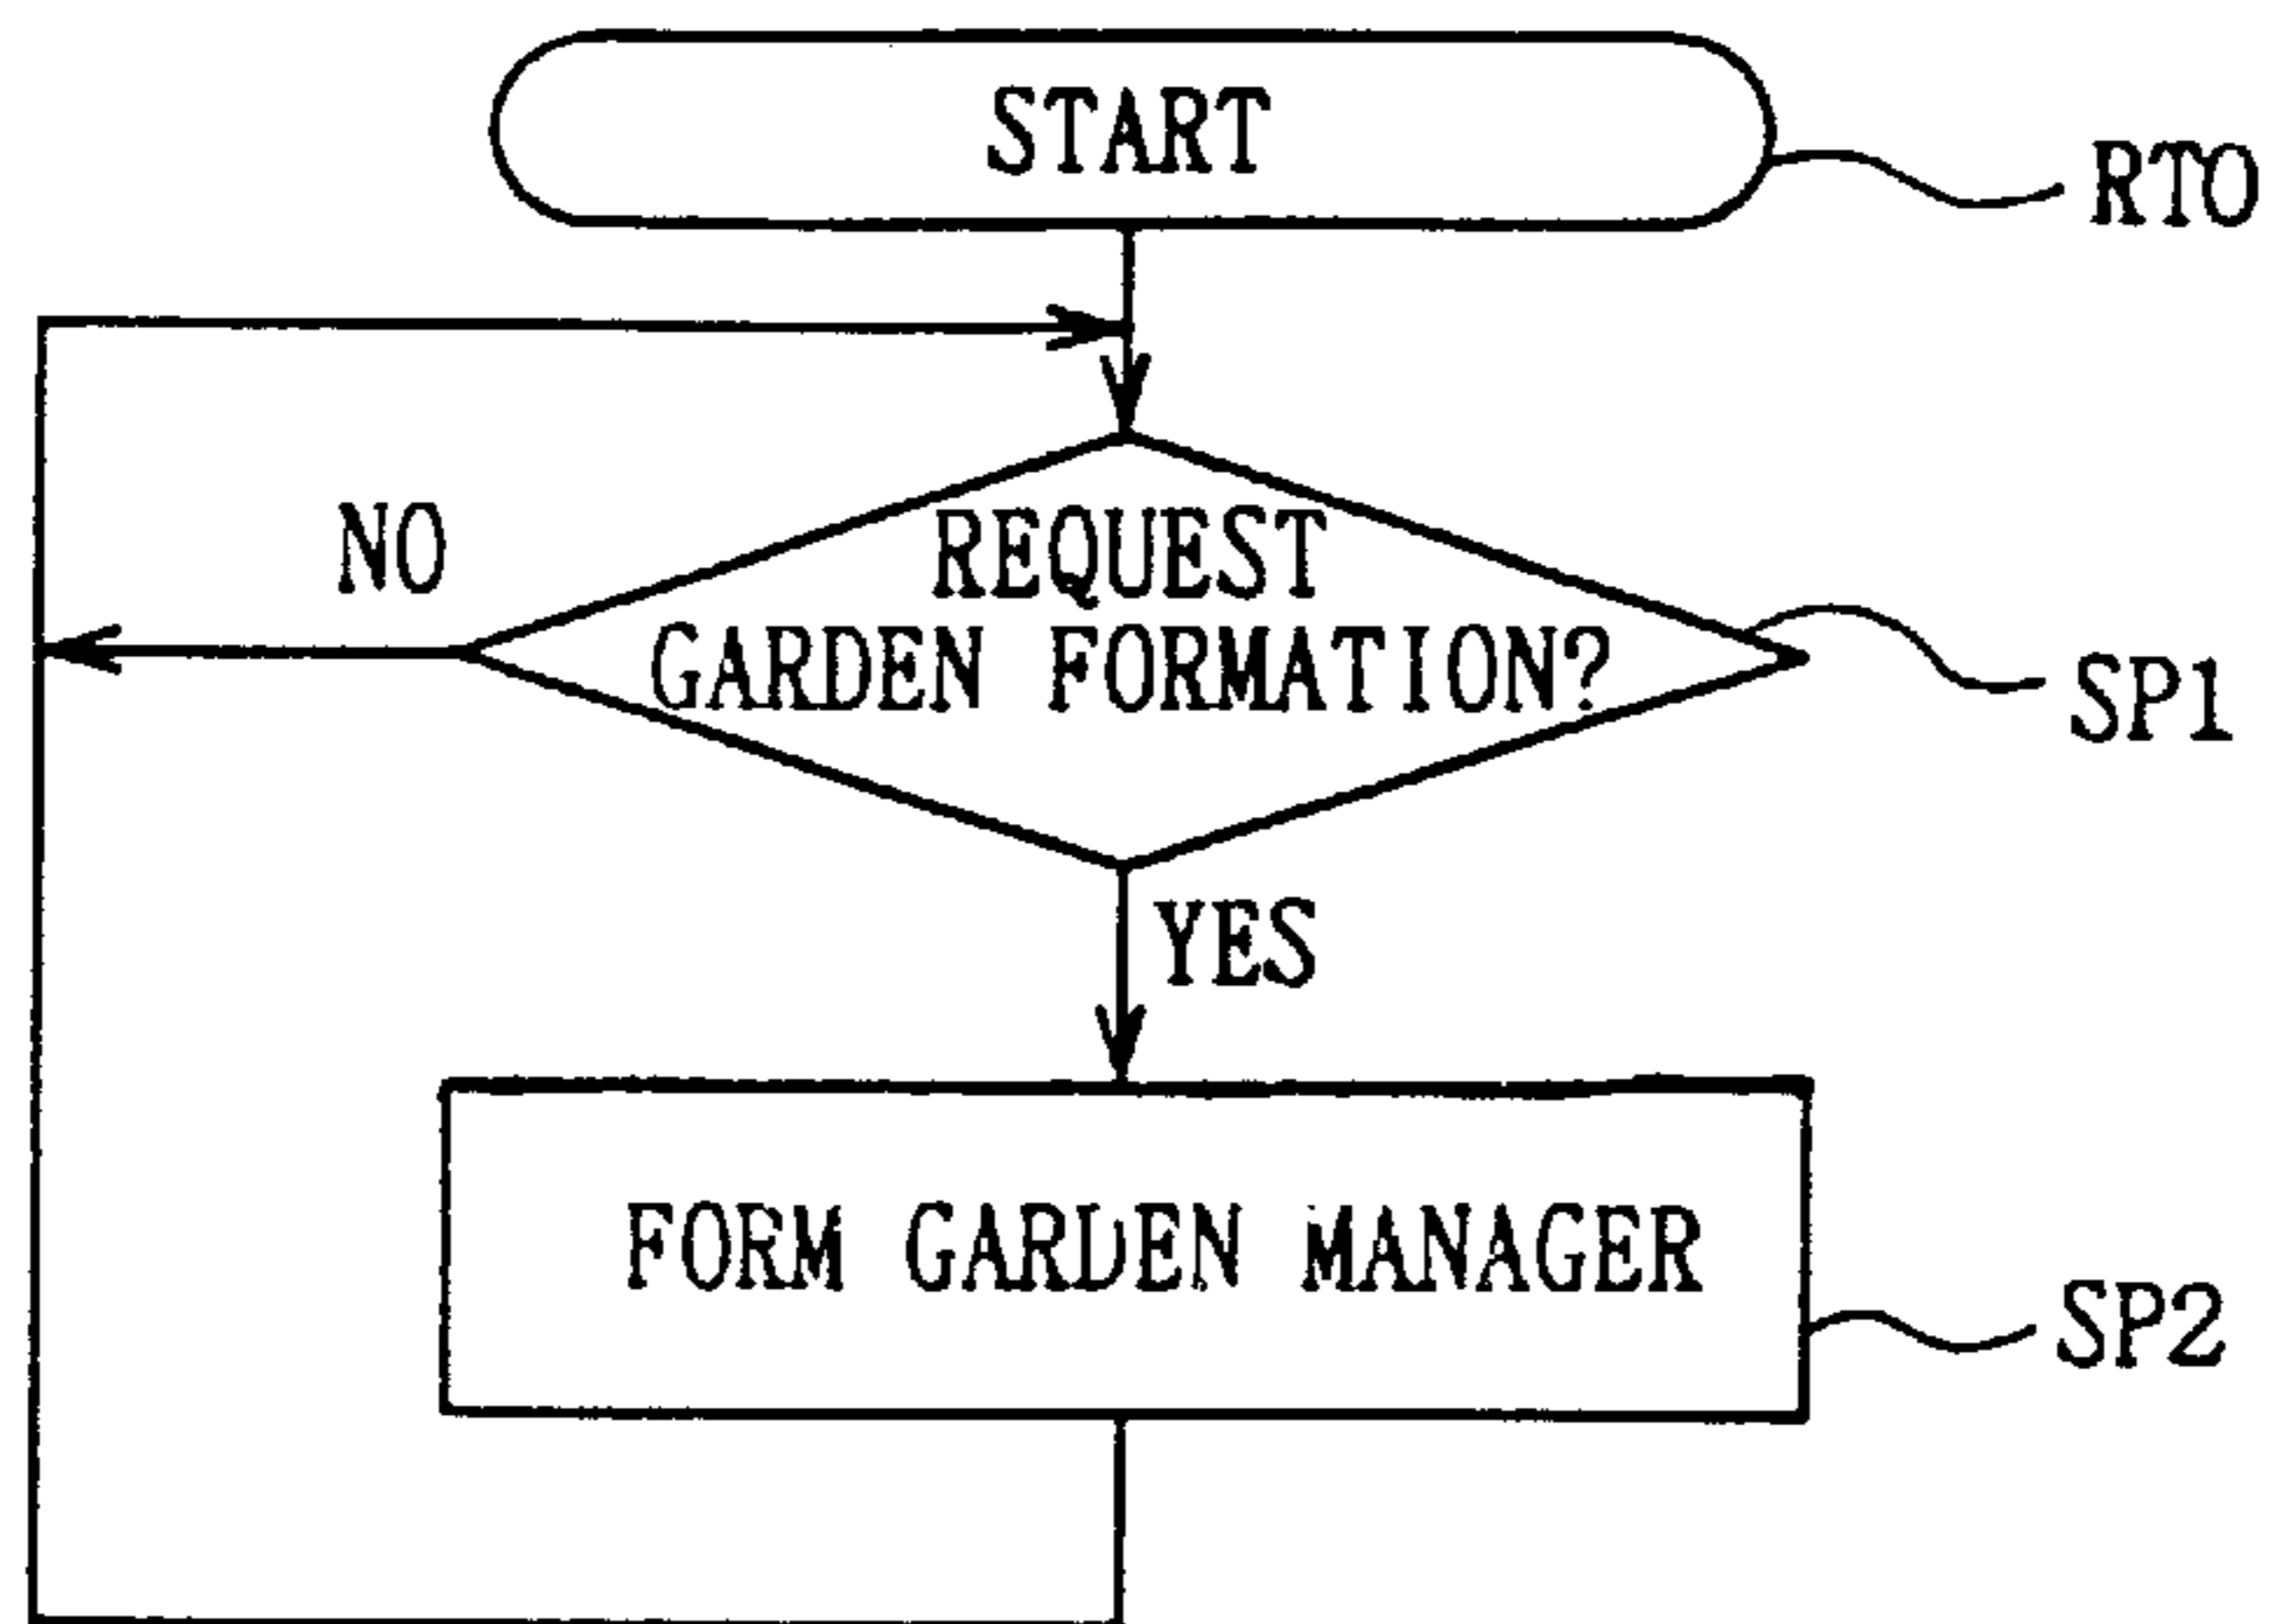 START
RT0
NO
REQUEST
GARDEN FORMATION?
SP1
YES
FORM GARDEN MANAGER
SP2